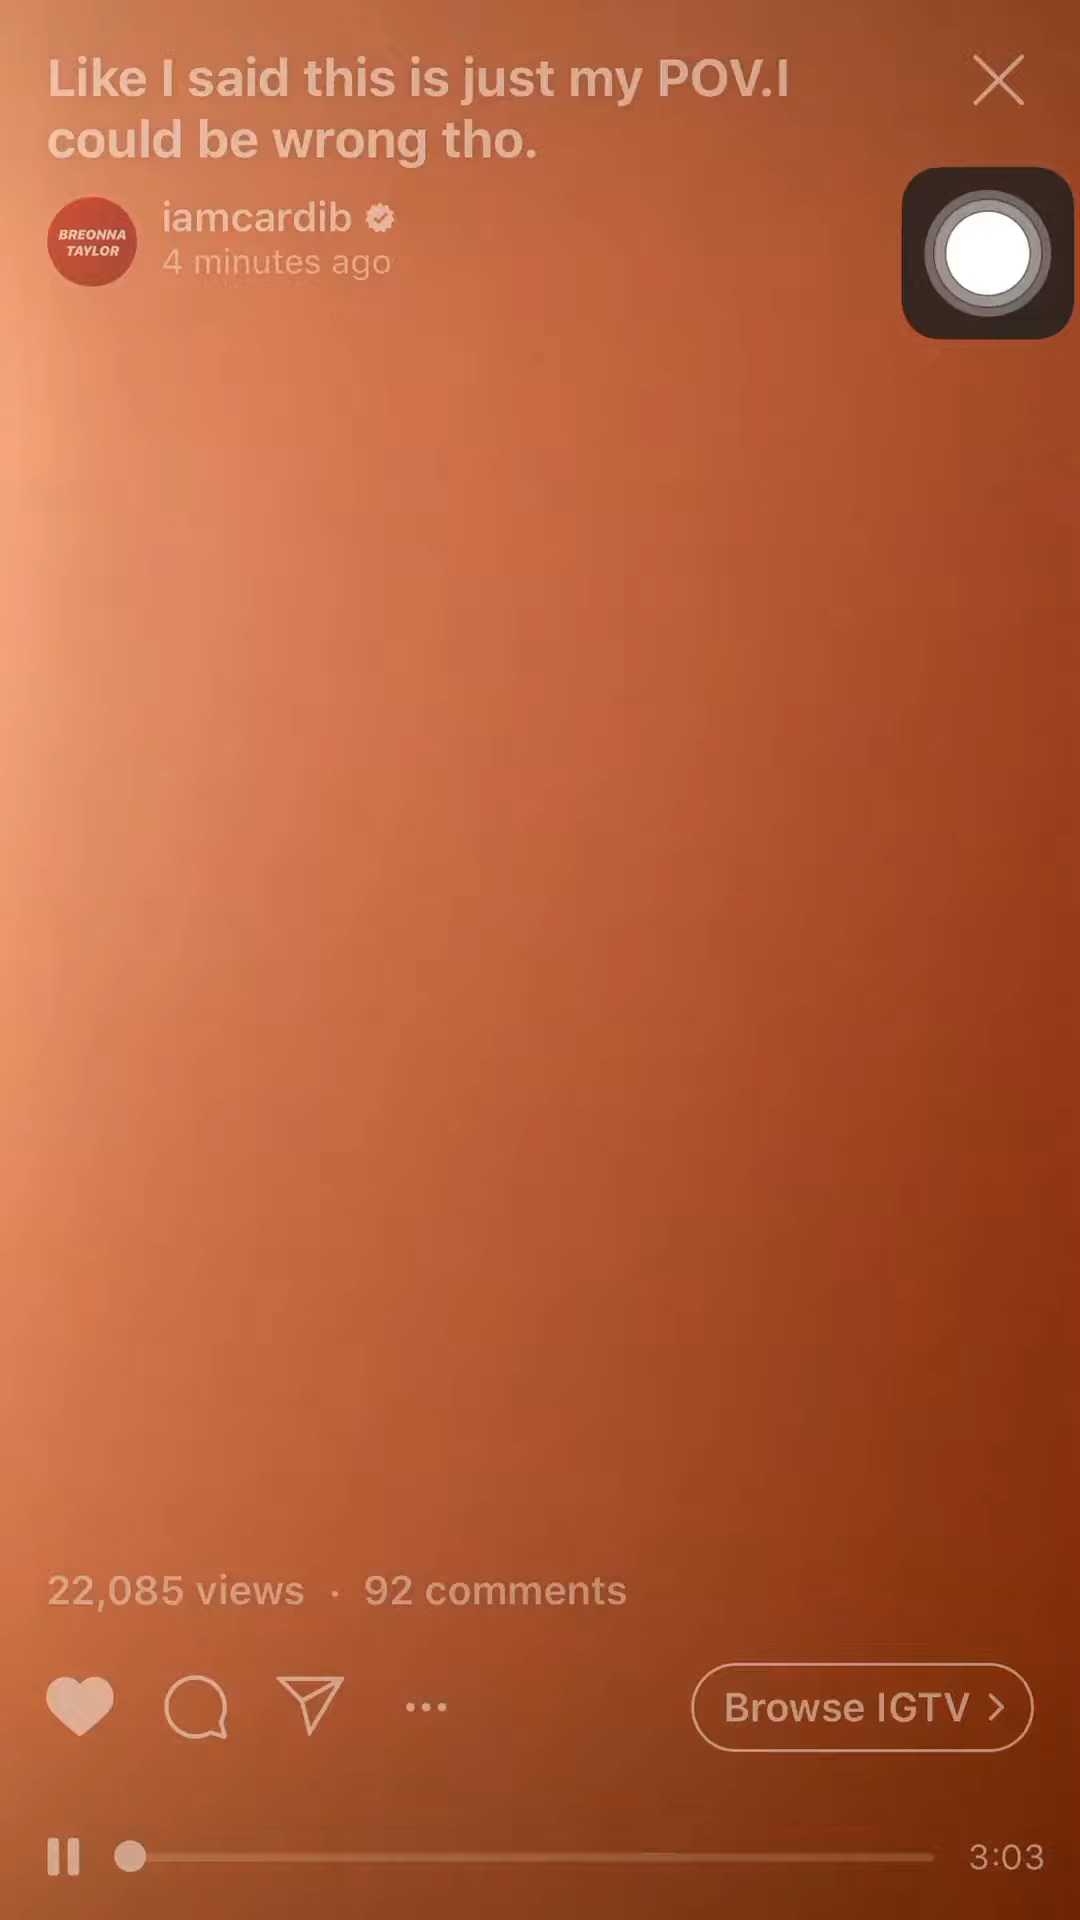 Like I said this is just my POV.I
could be wrong tho.
BREONNA
TAYLOR
iamcardib
4 minutes ago
22,085 views · 92 comments
Browse IGTV
3:03